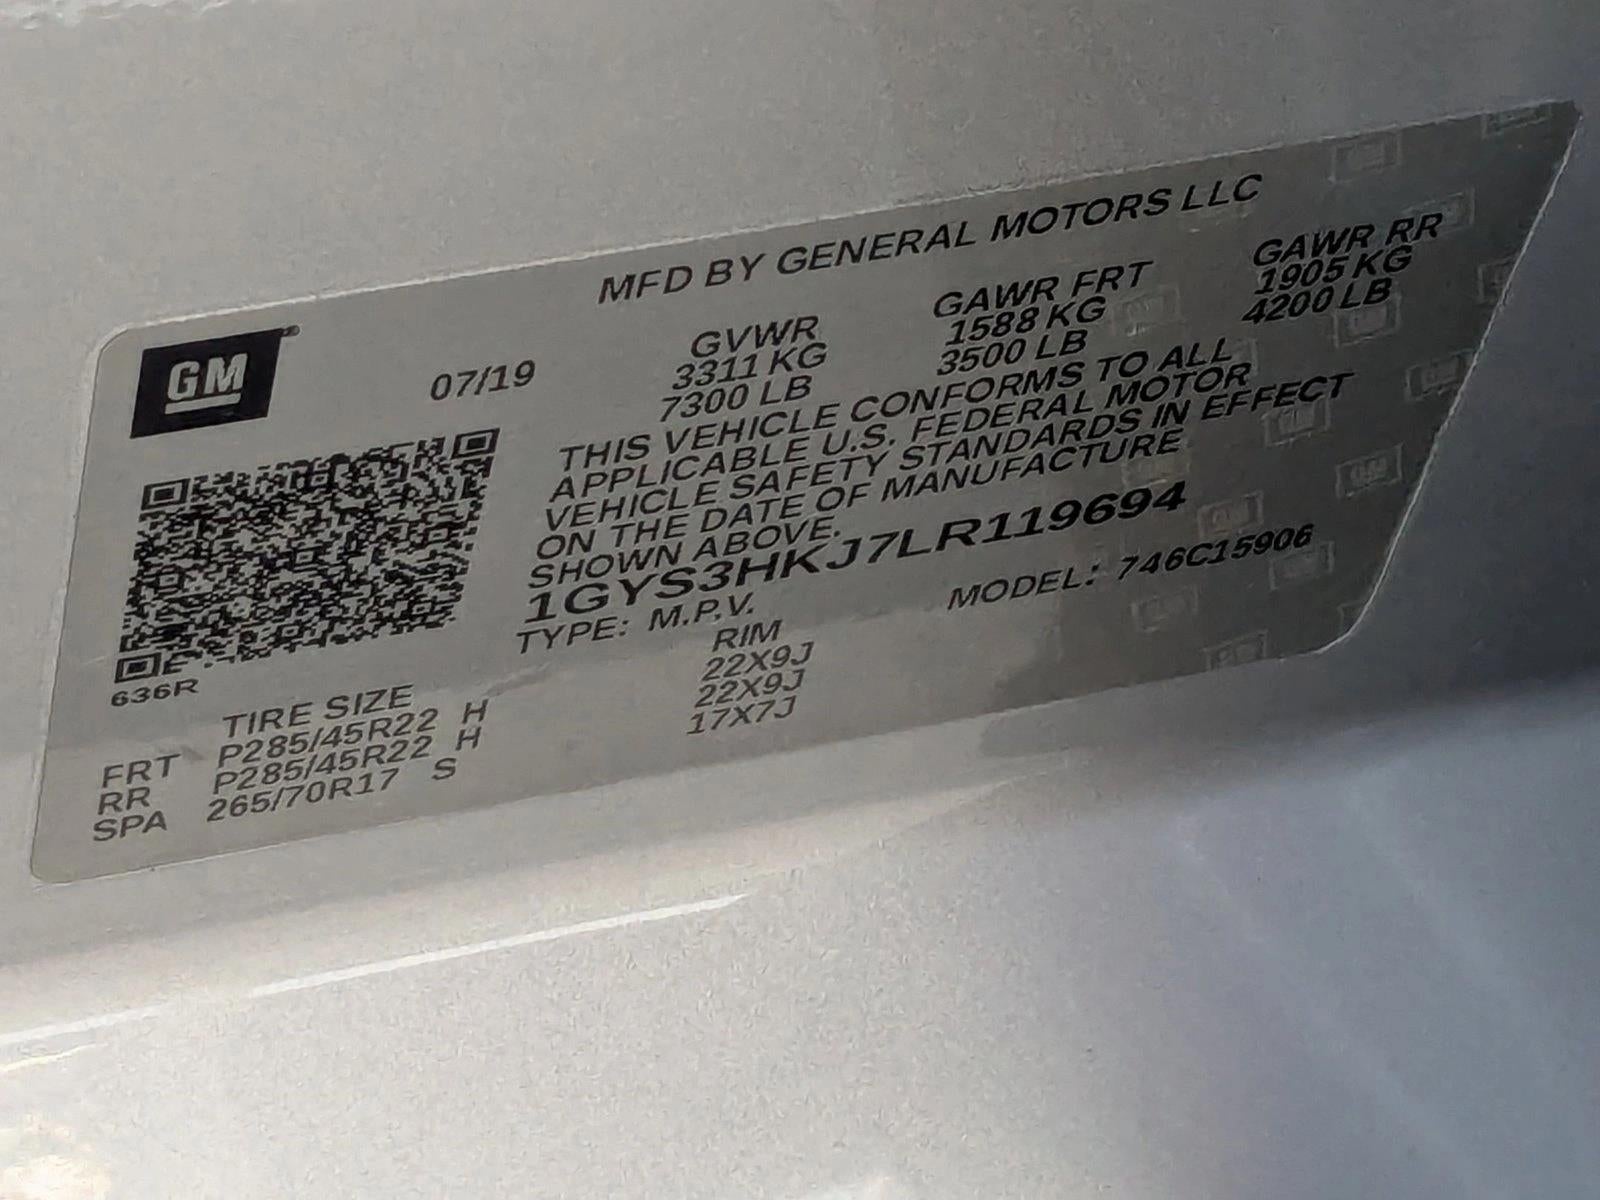 MFD BY GENERAL MOTORS LLC
GM
07/19
GVWR
3311 KG
7300 LB
GAWR FRT
1588 KG
3500 LB
GAWR RR
1905 KG
4200 LB
THIS VEHICLE CONFORMS TO ALL
APPLICABLE U.S. FEDERAL MOTOR
VEHICLE SAFETY STANDARDS IN EFFECT
ON THE DATE OF MANUFACTURE
SHOWN ABOVE.
1GYS3HKJ7LR119694
TYPE: M.P.V.
MODEL: 746C15906
636R
TIRE SIZE RIM
FRT P285/45R22 H 22X9J
RR P285/45R22 H 22X9J
SPA 265/70R17 S 17X7J